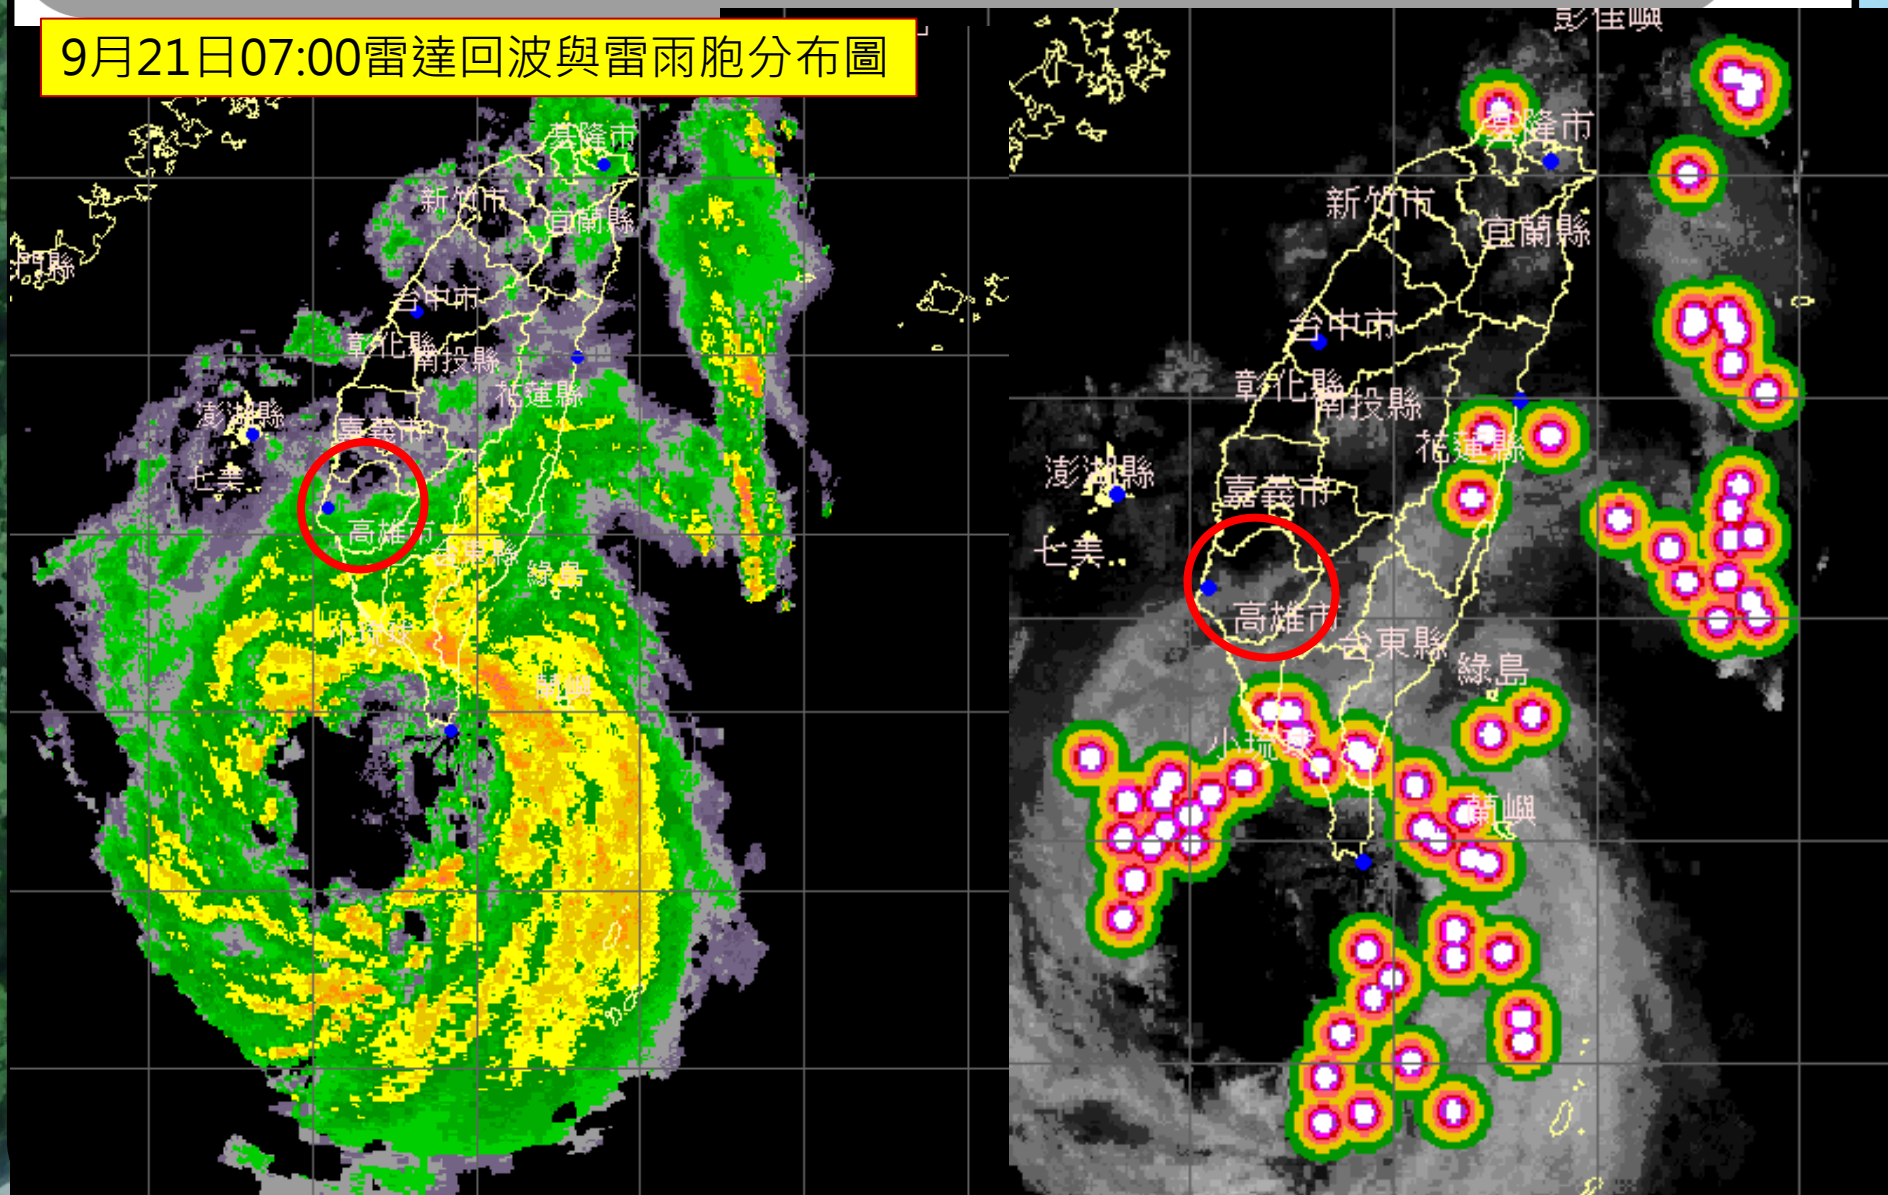 9月21日07:00雷達回波與雷雨胞分布圖
基隆市
新竹市
宜蘭縣
門縣
台中市
彰化縣
南投縣
花蓮縣
澎湖縣
嘉義市
七美
高雄市
台東縣
綠島
小琉球
蘭嶼
彭佳嶼
基隆市
新竹市
宜蘭縣
台中市
彰化縣
南投縣
花蓮縣
澎湖縣
嘉義市
七美
高雄市
台東縣
綠島
小琉球
蘭嶼